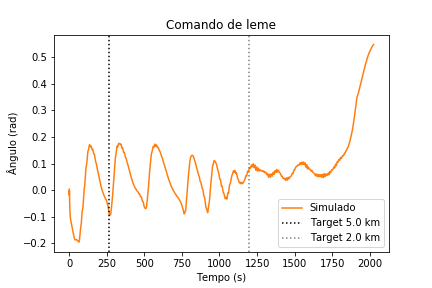 Comando de leme
Ângulo (rad)
0.5
0.4
0.3
0.2
0.1
0.0
−0.1
−0.2
0 250 500 750 1000 1250 1500 1750 2000
Tempo (s)
Simulado
Target 5.0 km
Target 2.0 km